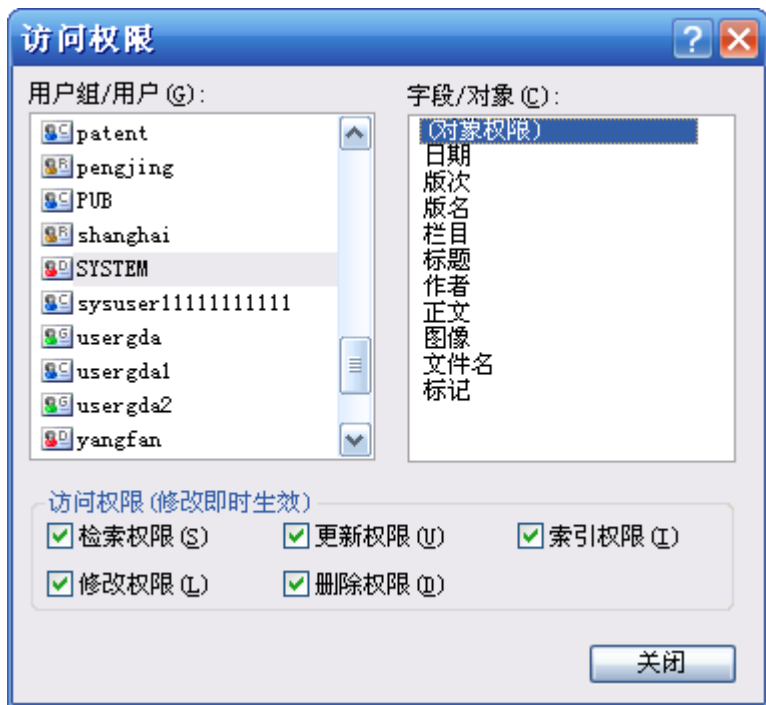 访问权限
用户组/用户(G):
patent
pengjing
PUB
shanghai
SYSTEM
sysuser11111111111
usergda
usergda1
usergda2
yangfan
字段/对象(C):
(对象权限)
日期
版次
版名
栏目
标题
作者
正文
图像
文件名
标记
访问权限(修改即时生效)
检索权限(S) 更新权限(U) 索引权限(I)
修改权限(L) 删除权限(D)
关闭